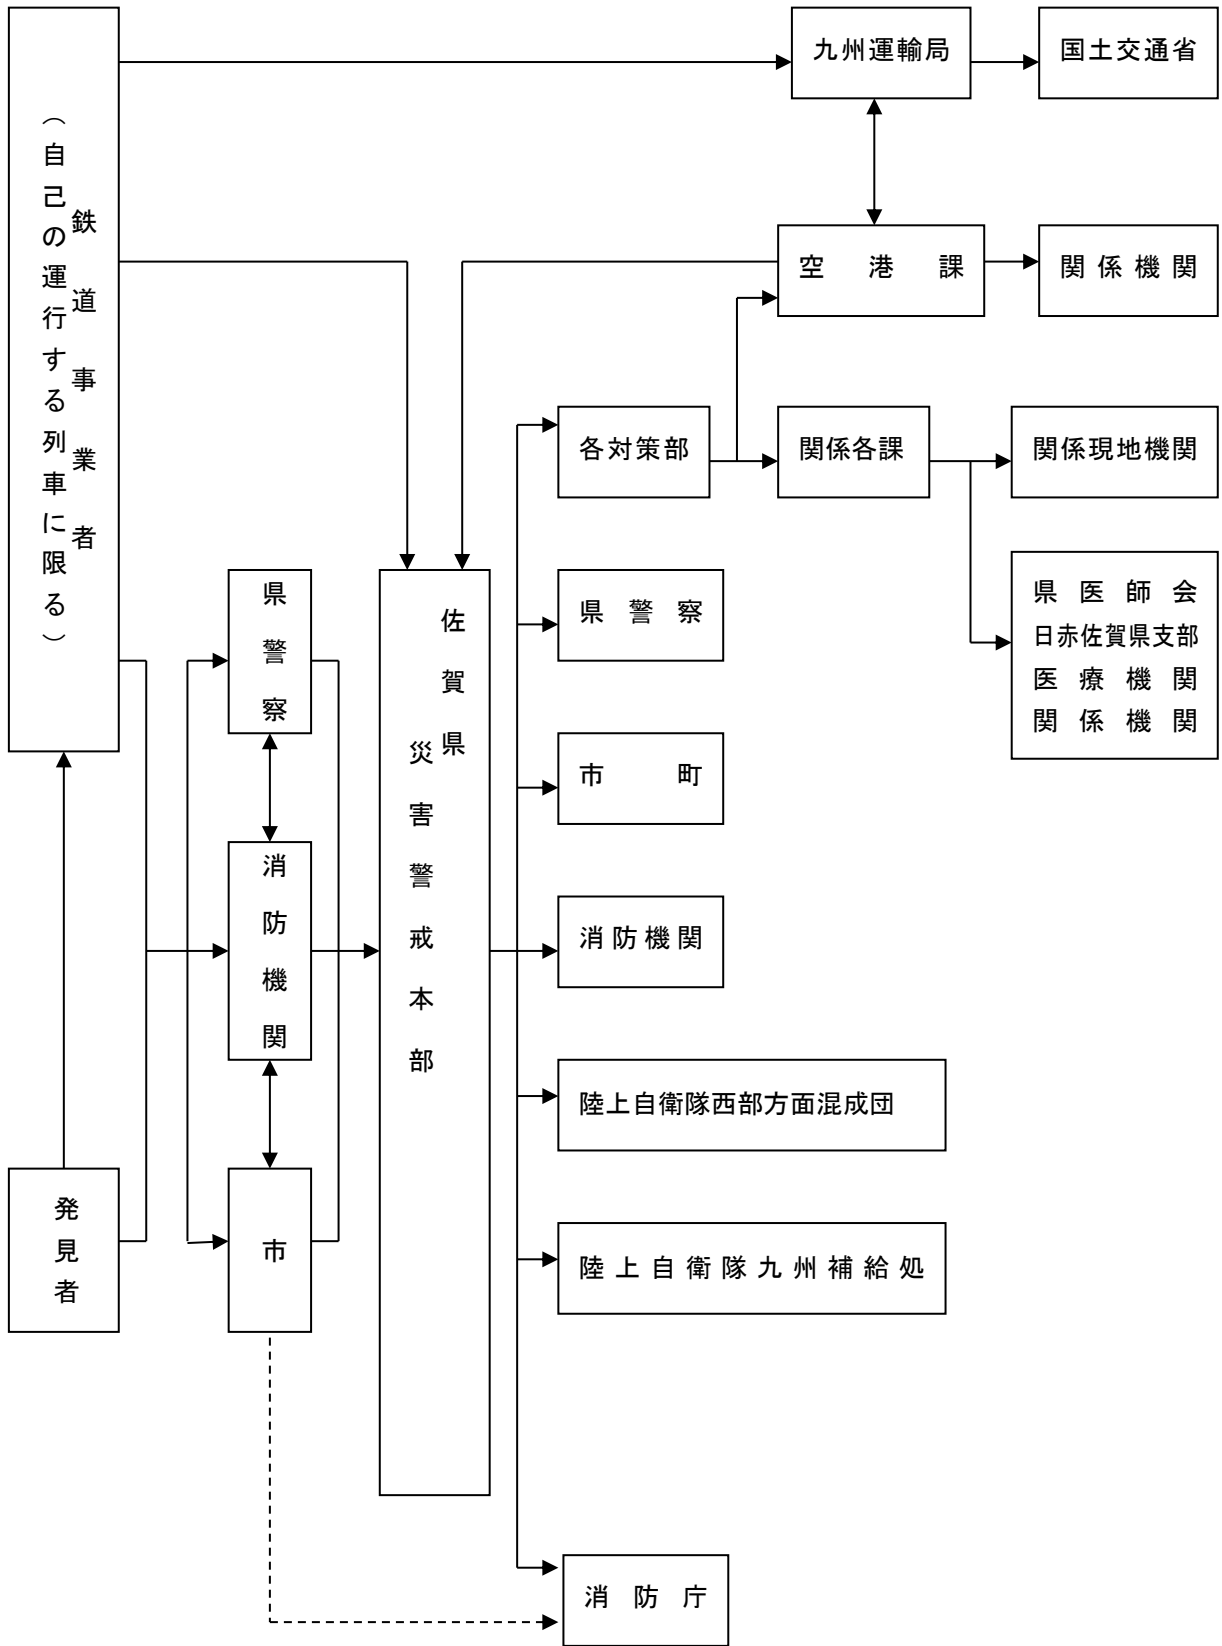 鉄道事業者
（自己の運行する列車に限る）
九州運輸局
国土交通省
空港課
関係機関
各対策部
関係各課
関係現地機関
県医師会
日赤佐賀県支部
医療機関
関係機関
県警察
消防機関
市
発見者
佐賀県
災害警戒本部
県警察
市町
消防機関
陸上自衛隊西部方面混成団
陸上自衛隊九州補給処
消防庁